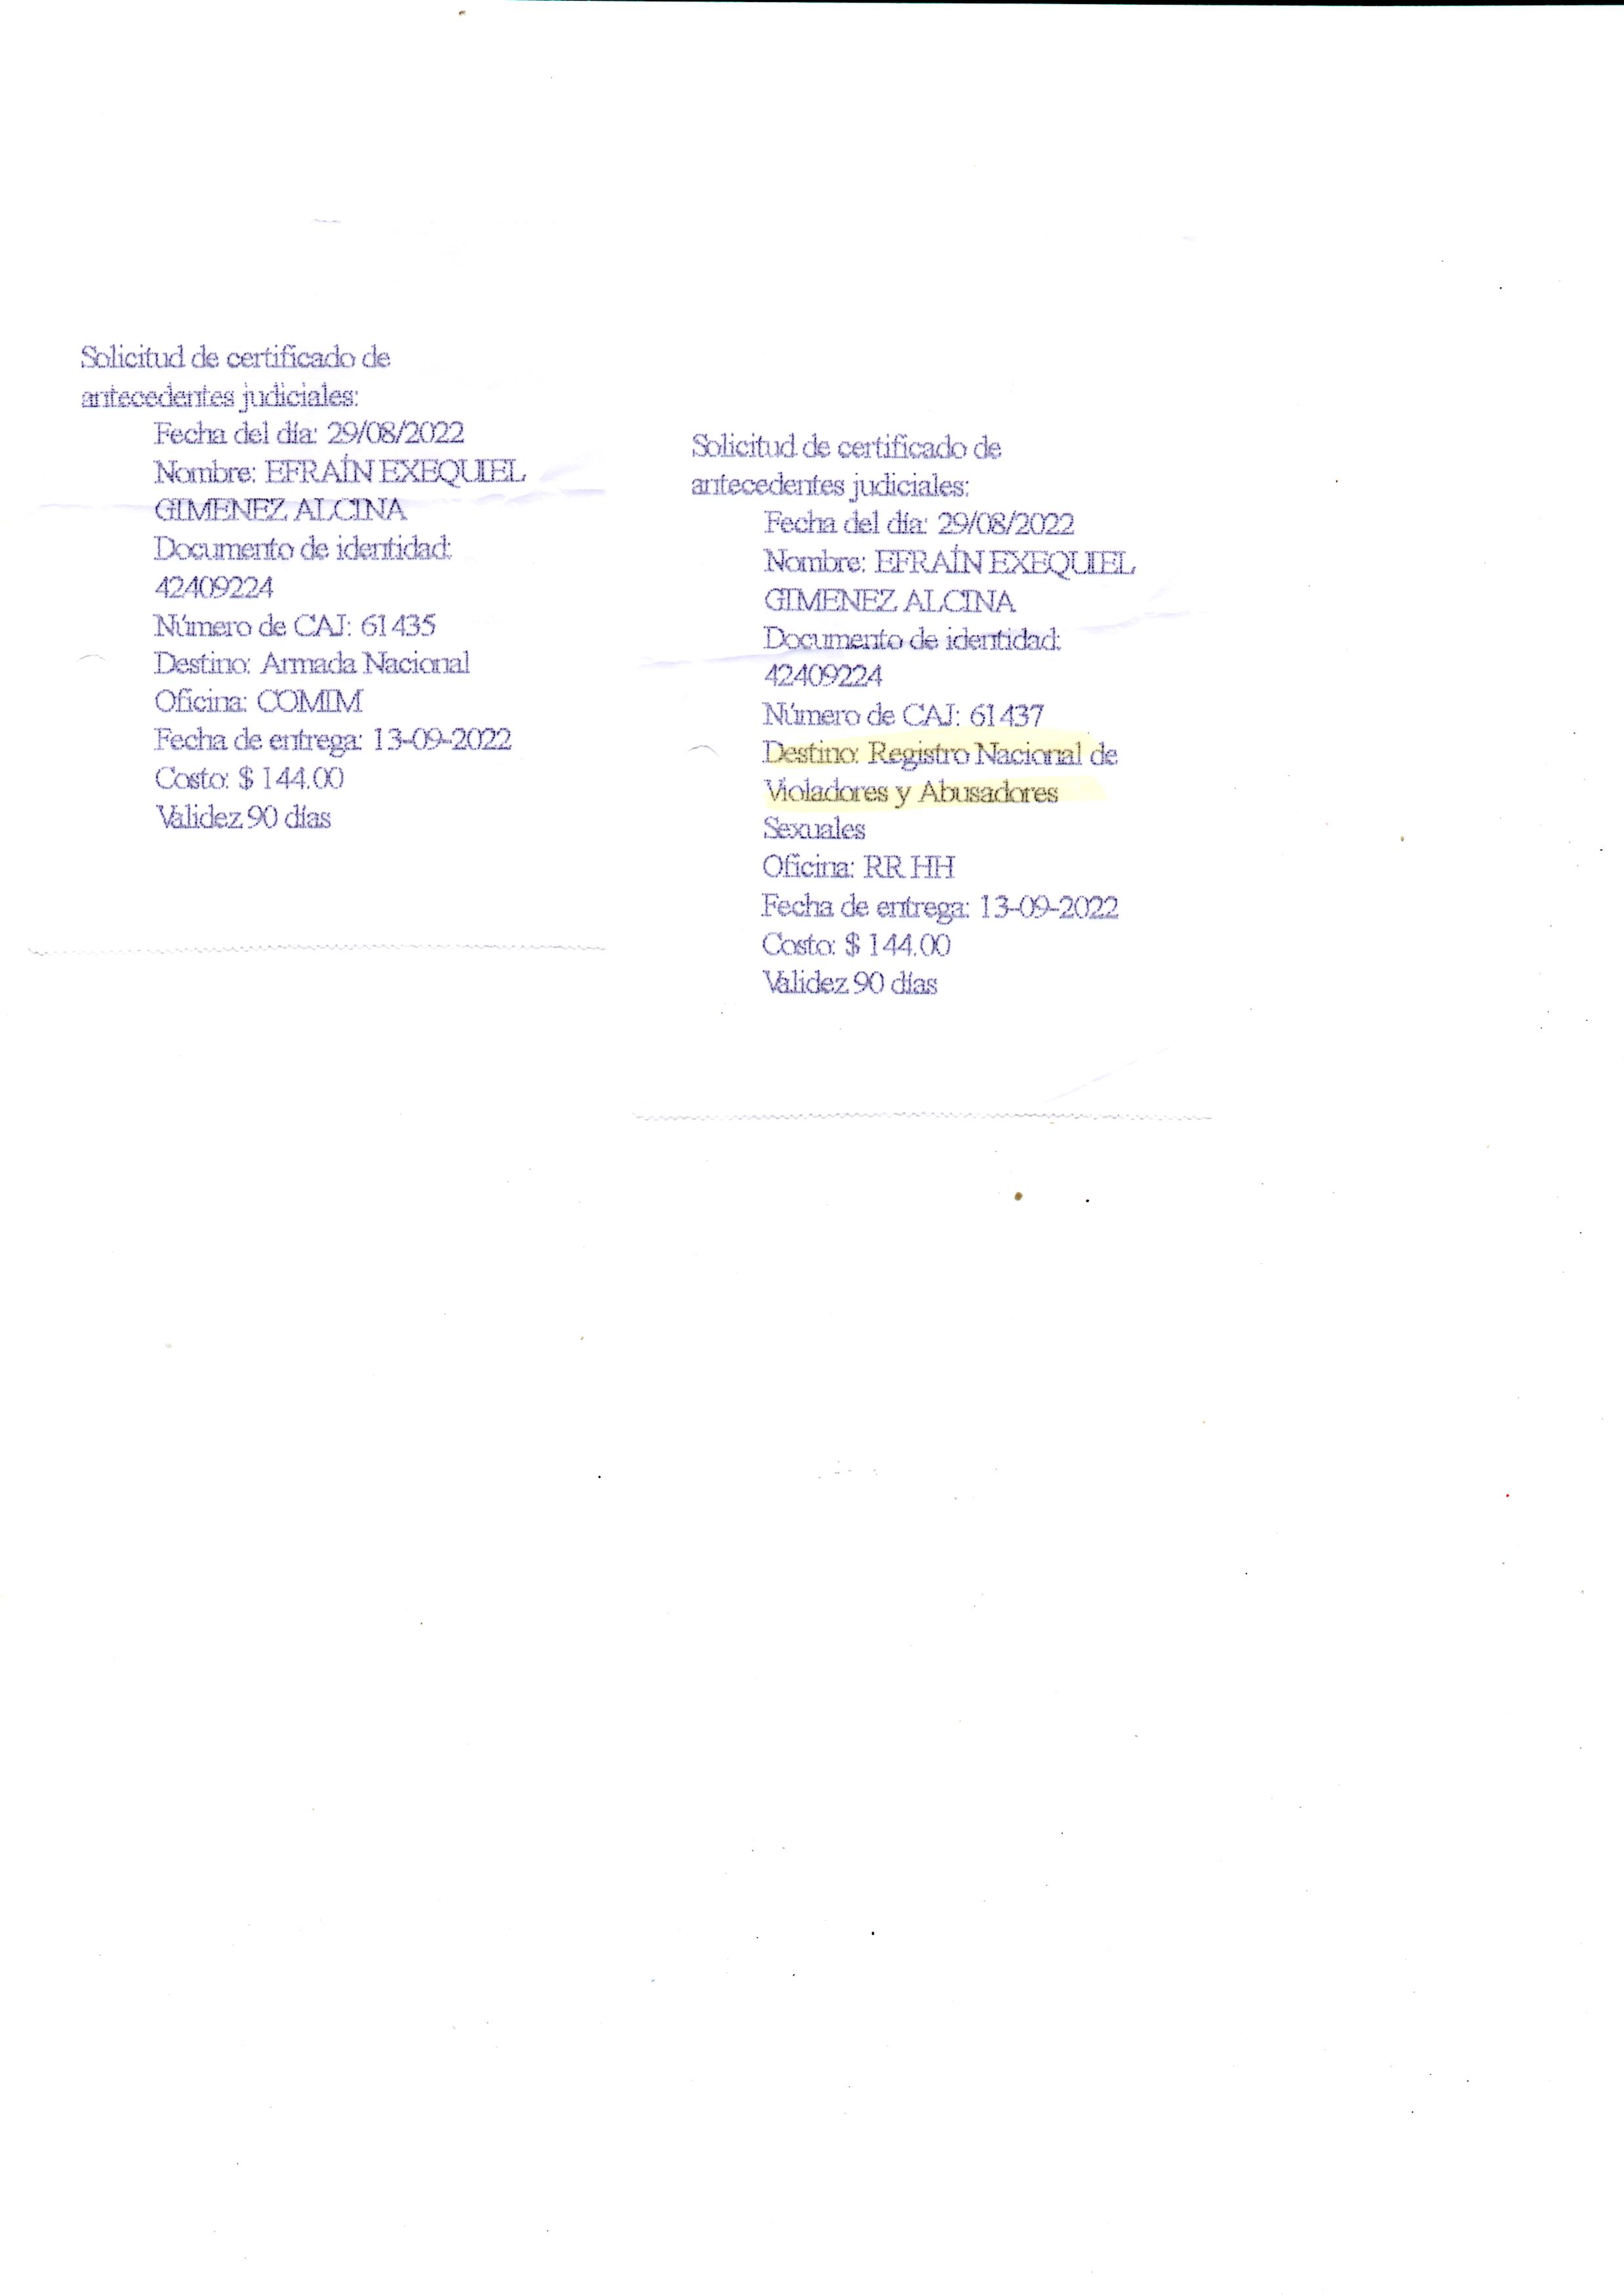 Solicitud de certificado de
antecedentes judiciales:
Fecha del día: 29/08/2022
Nombre: EFRAÍN EXEQUIEL
GIMENEZ ALCINA
Documento de identidad:
42409224
Número de CAJ: 61435
Destino: Armada Nacional
Oficina: COMIM
Fecha de entrega: 13-09-2022
Costo: $ 144.00
Validez 90 días
Solicitud de certificado de
antecedentes judiciales:
Fecha del día: 29/08/2022
Nombre: EFRAÍN EXEQUIEL
GIMENEZ ALCINA
Documento de identidad:
42409224
Número de CAJ: 61437
Destino: Registro Nacional de
Violadores y Abusadores
Sexuales
Oficina: RR HH
Fecha de entrega: 13-09-2022
Costo: $ 144.00
Validez 90 días